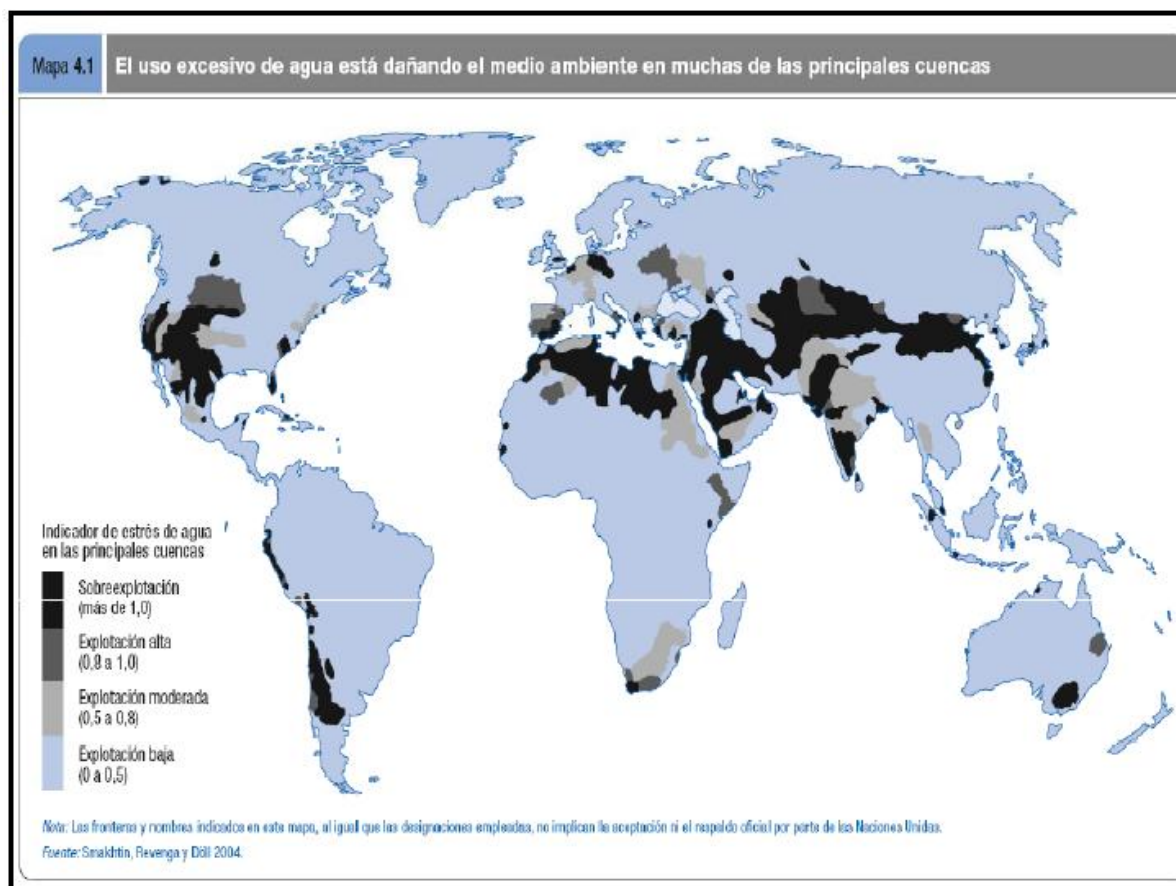 Mapa 4.1
El uso excesivo de agua está dañando el medio ambiente en muchas de las principales cuencas
Indicador de estrés de agua
en las principales cuencas
Sobreexplotación
(más de 1,0)
Explotación alta
(0,8 a 1,0)
Explotación moderada
(0,5 a 0,8)
Explotación baja
(0 a 0,5)
Nota: Las fronteras y nombres indicados en este mapa, al igual que las designaciones empleadas, no implican la aceptación ni el respaldo oficial por parte de las Naciones Unidas.
Fuente: Smakhtin, Revenga y Döll 2004.